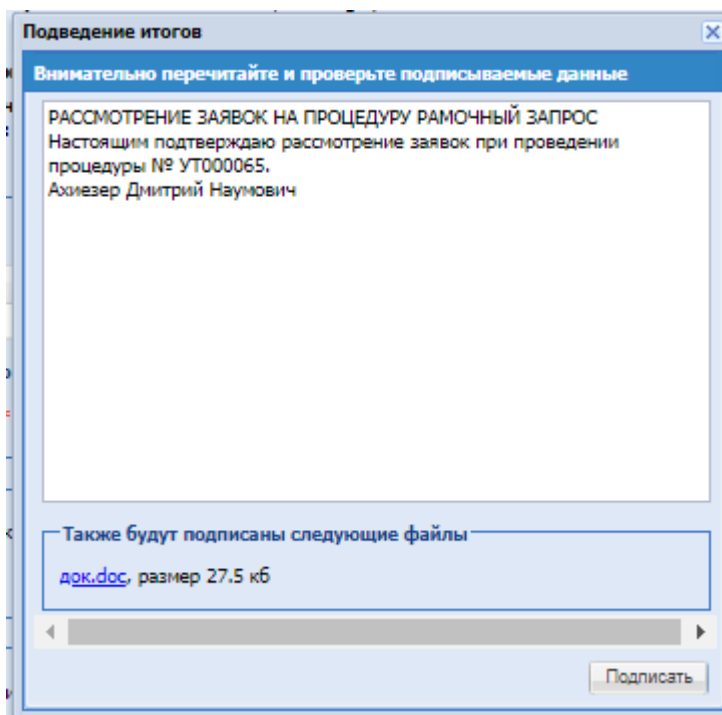 Подведение итогов
Внимательно перечитайте и проверьте подписываемые данные
РАССМОТРЕНИЕ ЗАЯВОК НА ПРОЦЕДУРУ РАМОЧНЫЙ ЗАПРОС
Настоящим подтверждаю рассмотрение заявок при проведении
процедуры № УТ000065.
Ахиезер Дмитрий Наумович
Также будут подписаны следующие файлы
док.doc, размер 27.5 кб
Подписать